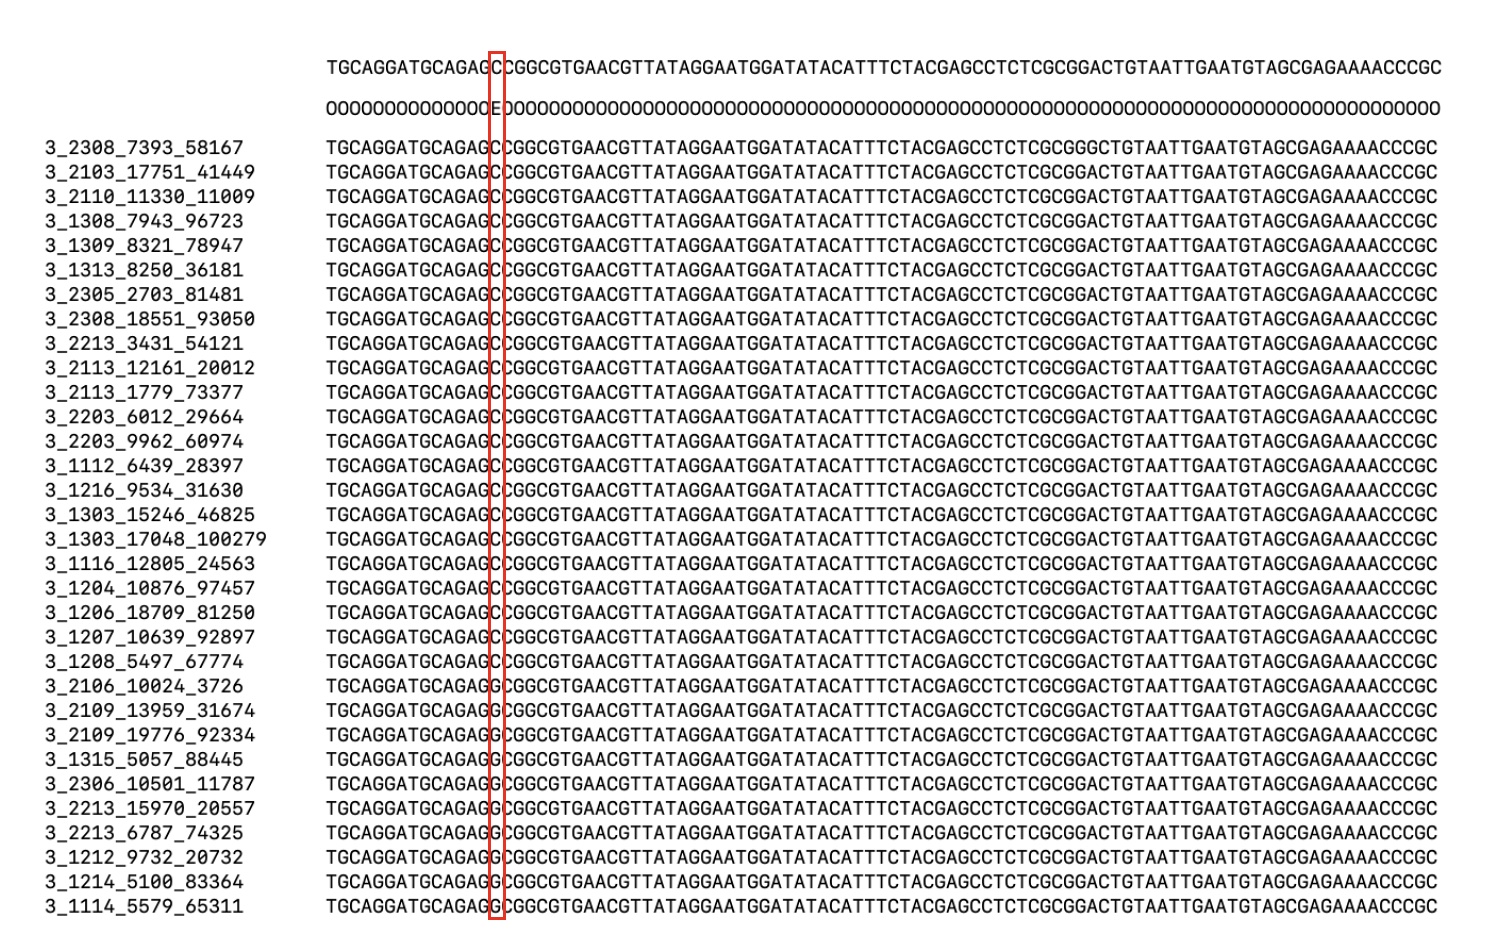 TGCAGGATGCAGAGCCGGCGTGAACGTTATAGGAATGGATATACATTTCTACGAGCCTCTCGCGGACTGTAATTGAATGTAGCGAGAAAACCCGC
OOOOOOOOOOOOOOEOOOOOOOOOOOOOOOOOOOOOOOOOOOOOOOOOOOOOOOOOOOOOOOOOOOOOOOOOOOOOOOOOOOOOOOOOOOOOOOO
3_2308_7393_58167 TGCAGGATGCAGAGCCGGCGTGAACGTTATAGGAATGGATATACATTTCTACGAGCCTCTCGCGGGCTGTAATTGAATGTAGCGAGAAAACCCGC
3_2103_17751_41449 TGCAGGATGCAGAGCCGGCGTGAACGTTATAGGAATGGATATACATTTCTACGAGCCTCTCGCGGACTGTAATTGAATGTAGCGAGAAAACCCGC
3_2110_11330_11009 TGCAGGATGCAGAGCCGGCGTGAACGTTATAGGAATGGATATACATTTCTACGAGCCTCTCGCGGACTGTAATTGAATGTAGCGAGAAAACCCGC
3_1308_7943_96723 TGCAGGATGCAGAGCCGGCGTGAACGTTATAGGAATGGATATACATTTCTACGAGCCTCTCGCGGACTGTAATTGAATGTAGCGAGAAAACCCGC
3_1309_8321_78947 TGCAGGATGCAGAGCCGGCGTGAACGTTATAGGAATGGATATACATTTCTACGAGCCTCTCGCGGACTGTAATTGAATGTAGCGAGAAAACCCGC
3_1313_8250_36181 TGCAGGATGCAGAGCCGGCGTGAACGTTATAGGAATGGATATACATTTCTACGAGCCTCTCGCGGACTGTAATTGAATGTAGCGAGAAAACCCGC
3_2305_2703_81481 TGCAGGATGCAGAGCCGGCGTGAACGTTATAGGAATGGATATACATTTCTACGAGCCTCTCGCGGACTGTAATTGAATGTAGCGAGAAAACCCGC
3_2308_18551_93050 TGCAGGATGCAGAGCCGGCGTGAACGTTATAGGAATGGATATACATTTCTACGAGCCTCTCGCGGACTGTAATTGAATGTAGCGAGAAAACCCGC
3_2213_3431_54121 TGCAGGATGCAGAGCCGGCGTGAACGTTATAGGAATGGATATACATTTCTACGAGCCTCTCGCGGACTGTAATTGAATGTAGCGAGAAAACCCGC
3_2113_12161_20012 TGCAGGATGCAGAGCCGGCGTGAACGTTATAGGAATGGATATACATTTCTACGAGCCTCTCGCGGACTGTAATTGAATGTAGCGAGAAAACCCGC
3_2113_1779_73377 TGCAGGATGCAGAGCCGGCGTGAACGTTATAGGAATGGATATACATTTCTACGAGCCTCTCGCGGACTGTAATTGAATGTAGCGAGAAAACCCGC
3_2203_6012_29664 TGCAGGATGCAGAGCCGGCGTGAACGTTATAGGAATGGATATACATTTCTACGAGCCTCTCGCGGACTGTAATTGAATGTAGCGAGAAAACCCGC
3_2203_9962_60974 TGCAGGATGCAGAGCCGGCGTGAACGTTATAGGAATGGATATACATTTCTACGAGCCTCTCGCGGACTGTAATTGAATGTAGCGAGAAAACCCGC
3_1112_6439_28397 TGCAGGATGCAGAGCCGGCGTGAACGTTATAGGAATGGATATACATTTCTACGAGCCTCTCGCGGACTGTAATTGAATGTAGCGAGAAAACCCGC
3_1216_9534_31630 TGCAGGATGCAGAGCCGGCGTGAACGTTATAGGAATGGATATACATTTCTACGAGCCTCTCGCGGACTGTAATTGAATGTAGCGAGAAAACCCGC
3_1303_15246_46825 TGCAGGATGCAGAGCCGGCGTGAACGTTATAGGAATGGATATACATTTCTACGAGCCTCTCGCGGACTGTAATTGAATGTAGCGAGAAAACCCGC
3_1303_17048_100279 TGCAGGATGCAGAGCCGGCGTGAACGTTATAGGAATGGATATACATTTCTACGAGCCTCTCGCGGACTGTAATTGAATGTAGCGAGAAAACCCGC
3_1116_12805_24563 TGCAGGATGCAGAGCCGGCGTGAACGTTATAGGAATGGATATACATTTCTACGAGCCTCTCGCGGACTGTAATTGAATGTAGCGAGAAAACCCGC
3_1204_10876_97457 TGCAGGATGCAGAGCCGGCGTGAACGTTATAGGAATGGATATACATTTCTACGAGCCTCTCGCGGACTGTAATTGAATGTAGCGAGAAAACCCGC
3_1206_18709_81250 TGCAGGATGCAGAGCCGGCGTGAACGTTATAGGAATGGATATACATTTCTACGAGCCTCTCGCGGACTGTAATTGAATGTAGCGAGAAAACCCGC
3_1207_10639_92897 TGCAGGATGCAGAGCCGGCGTGAACGTTATAGGAATGGATATACATTTCTACGAGCCTCTCGCGGACTGTAATTGAATGTAGCGAGAAAACCCGC
3_1208_5497_67774 TGCAGGATGCAGAGCCGGCGTGAACGTTATAGGAATGGATATACATTTCTACGAGCCTCTCGCGGACTGTAATTGAATGTAGCGAGAAAACCCGC
3_2106_10024_3726 TGCAGGATGCAGAGGCGGCGTGAACGTTATAGGAATGGATATACATTTCTACGAGCCTCTCGCGGACTGTAATTGAATGTAGCGAGAAAACCCGC
3_2109_13959_31674 TGCAGGATGCAGAGGCGGCGTGAACGTTATAGGAATGGATATACATTTCTACGAGCCTCTCGCGGACTGTAATTGAATGTAGCGAGAAAACCCGC
3_2109_19776_92334 TGCAGGATGCAGAGGCGGCGTGAACGTTATAGGAATGGATATACATTTCTACGAGCCTCTCGCGGACTGTAATTGAATGTAGCGAGAAAACCCGC
3_1315_5057_88445 TGCAGGATGCAGAGGCGGCGTGAACGTTATAGGAATGGATATACATTTCTACGAGCCTCTCGCGGACTGTAATTGAATGTAGCGAGAAAACCCGC
3_2306_10501_11787 TGCAGGATGCAGAGGCGGCGTGAACGTTATAGGAATGGATATACATTTCTACGAGCCTCTCGCGGACTGTAATTGAATGTAGCGAGAAAACCCGC
3_2213_15970_20557 TGCAGGATGCAGAGGCGGCGTGAACGTTATAGGAATGGATATACATTTCTACGAGCCTCTCGCGGACTGTAATTGAATGTAGCGAGAAAACCCGC
3_2213_6787_74325 TGCAGGATGCAGAGGCGGCGTGAACGTTATAGGAATGGATATACATTTCTACGAGCCTCTCGCGGACTGTAATTGAATGTAGCGAGAAAACCCGC
3_1212_9732_20732 TGCAGGATGCAGAGGCGGCGTGAACGTTATAGGAATGGATATACATTTCTACGAGCCTCTCGCGGACTGTAATTGAATGTAGCGAGAAAACCCGC
3_1214_5100_83364 TGCAGGATGCAGAGGCGGCGTGAACGTTATAGGAATGGATATACATTTCTACGAGCCTCTCGCGGACTGTAATTGAATGTAGCGAGAAAACCCGC
3_1114_5579_65311 TGCAGGATGCAGAGGCGGCGTGAACGTTATAGGAATGGATATACATTTCTACGAGCCTCTCGCGGACTGTAATTGAATGTAGCGAGAAAACCCGC